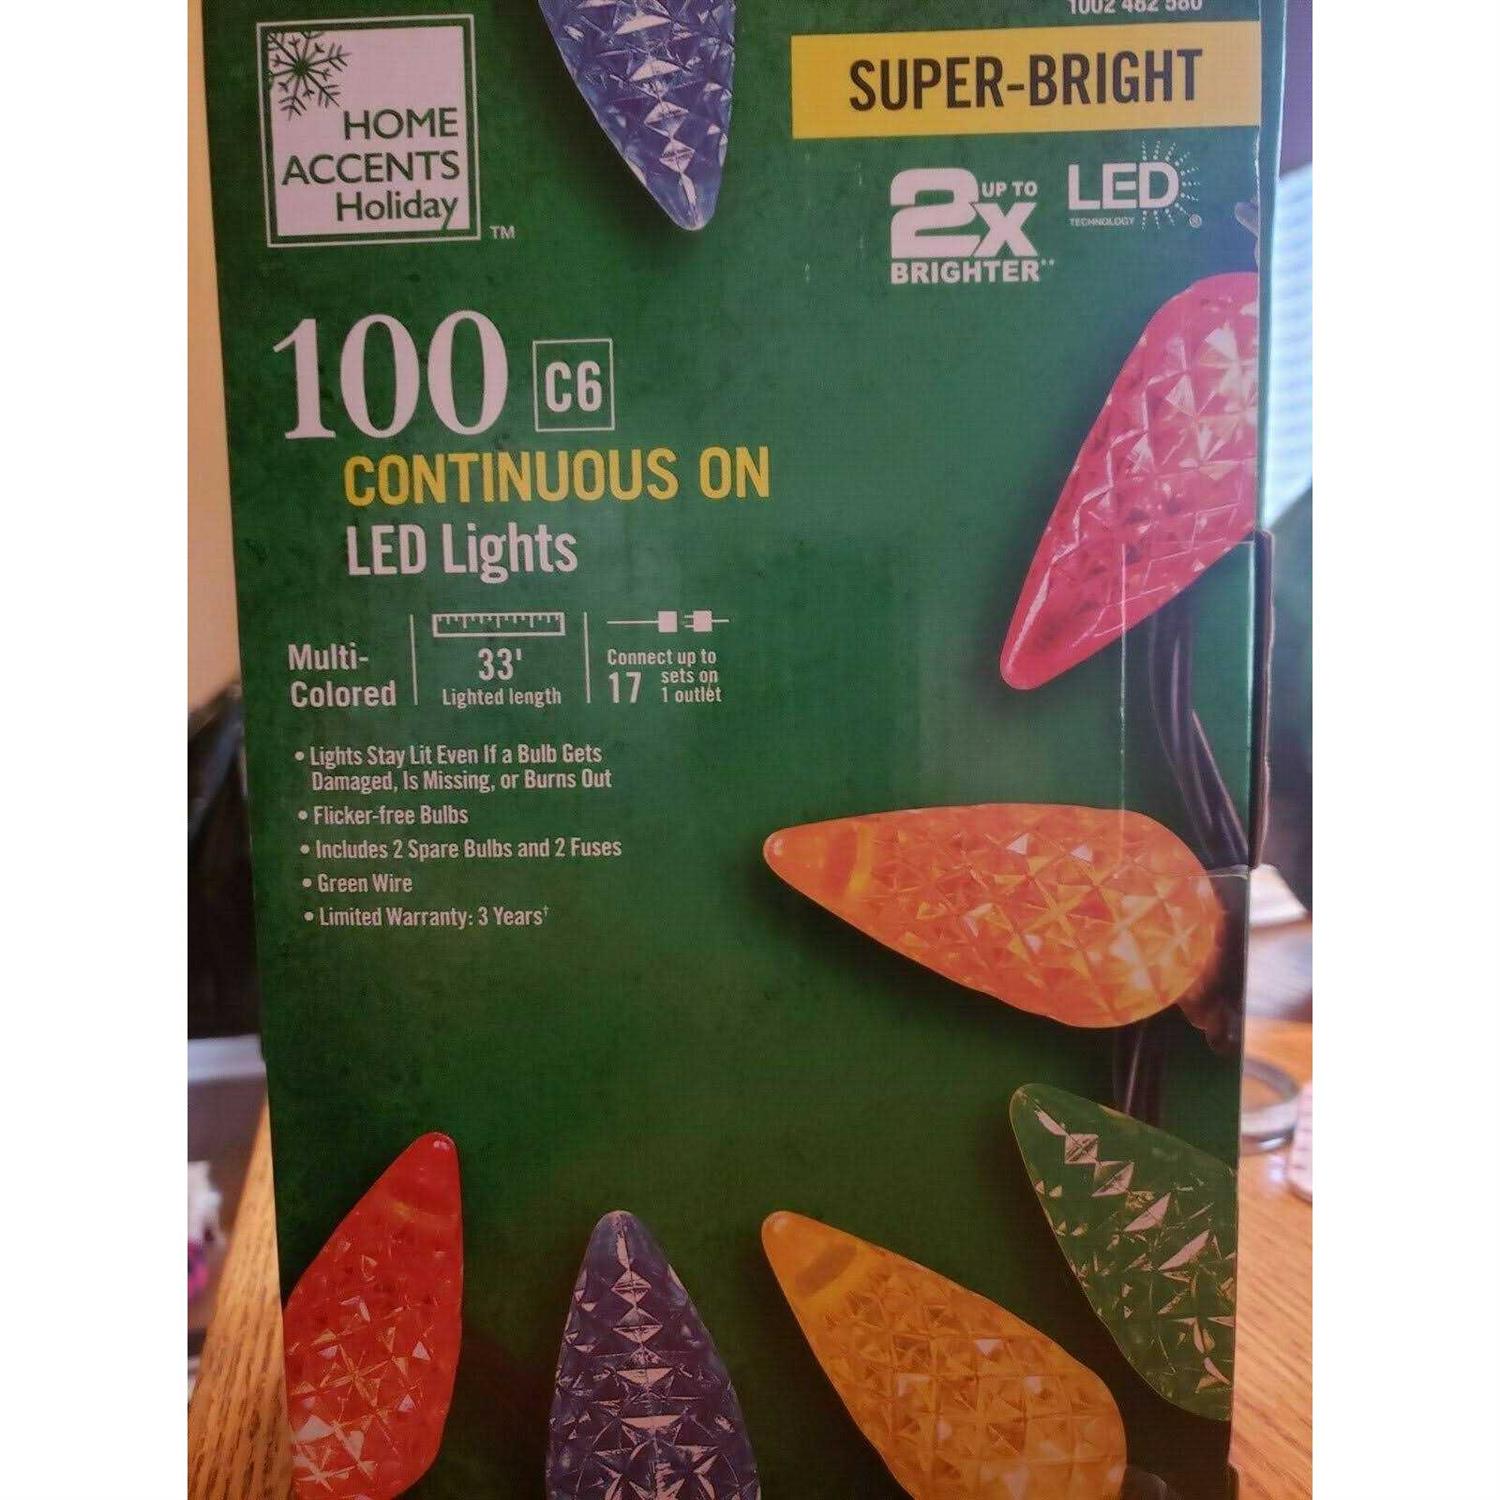 1002 482 580
HOME
ACCENTS
Holiday
TM
SUPER-BRIGHT
UP TO
2X
BRIGHTER**
LED
TECHNOLOGY ®
100 C6
CONTINUOUS ON
LED Lights
Multi-
Colored
33'
Lighted length
Connect up to
17 sets on
1 outlet
• Lights Stay Lit Even If a Bulb Gets
Damaged, Is Missing, or Burns Out
• Flicker-free Bulbs
• Includes 2 Spare Bulbs and 2 Fuses
• Green Wire
• Limited Warranty: 3 Years†